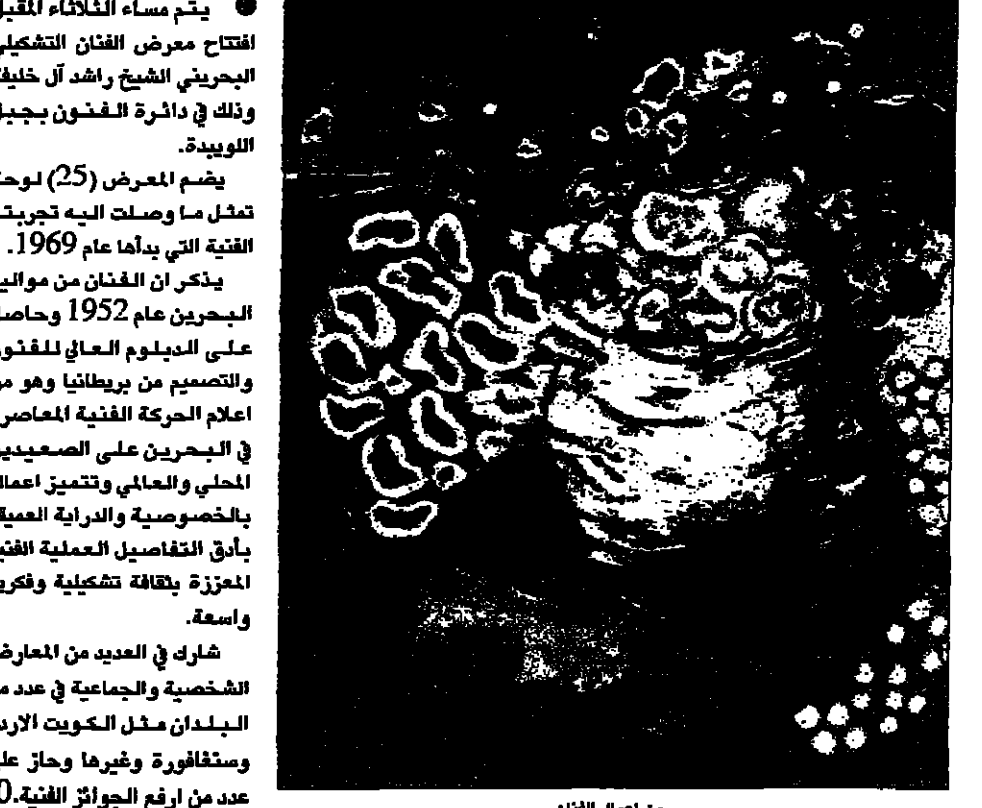 ● يتم مساء الثلاثاء المقبل
افتتاح معرض الفنان التشكيلي
البحريني الشيخ راشد آل خليفة
وذلك في دائرة الفنون بجبل
اللويبدة.
يضم المعرض (25) لوحة
تمثل ما وصلت اليه تجربته
الفنية التي بدأها عام 1969.
يذكر ان الفنان من مواليد
البحرين عام 1952 وحاصل
على الدبلوم العالي للفنون
والتصميم من بريطانيا وهو من
اعلام الحركة الفنية المعاصرة
في البحرين على الصعيدين
المحلي والعالمي وتتميز اعماله
بالخصوصية والدراية العميقة
بأدق التفاصيل العملية الفنية
المعززة بثقافة تشكيلية وفكرية
واسعة.
شارك في العديد من المعارض
الشخصية والجماعية في عدد من
البلدان مثل الكويت الاردن
وسنغافورة وغيرها وحاز على
عدد من ارفع الجوائز الفنية.0
من اعمال الفنان